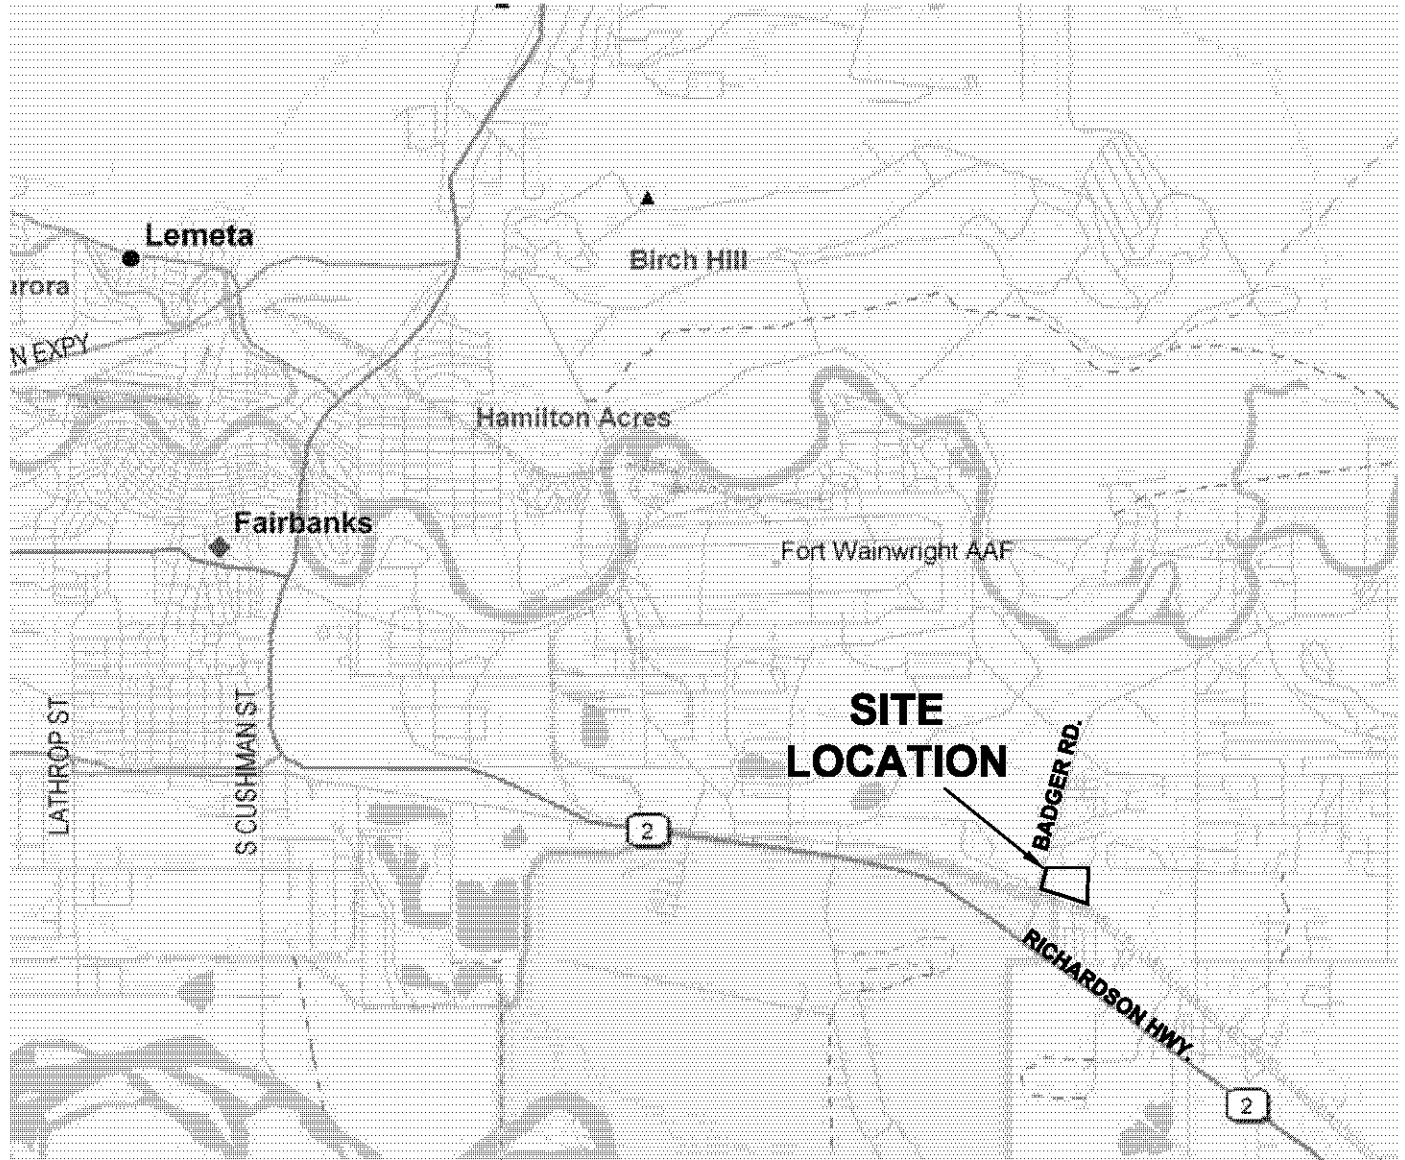 Lemeta
Birch Hill
urora
N EXPY
Hamilton Acres
Fairbanks
Fort Wainwright AAF
SITE
LOCATION
BADGER RD.
LATHROP ST
S CUSHMAN ST
2
RICHARDSON HWY.
2